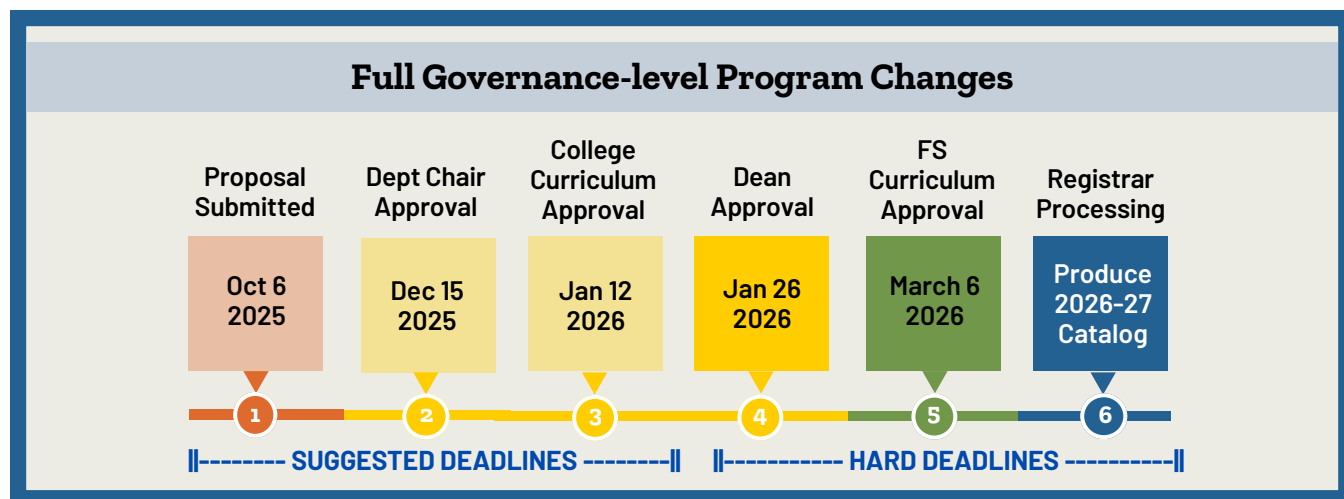 Full Governance-level Program Changes
Proposal
Submitted
Dept Chair
Approval
College
Curriculum
Approval
Dean
Approval
FS
Curriculum
Approval
Registrar
Processing
Oct 6
2025
Dec 15
2025
Jan 12
2026
Jan 26
2026
March 6
2026
Produce
2026-27
Catalog
1
2
3
4
5
6
||-------- SUGGESTED DEADLINES --------||
||---------- HARD DEADLINES ----------||